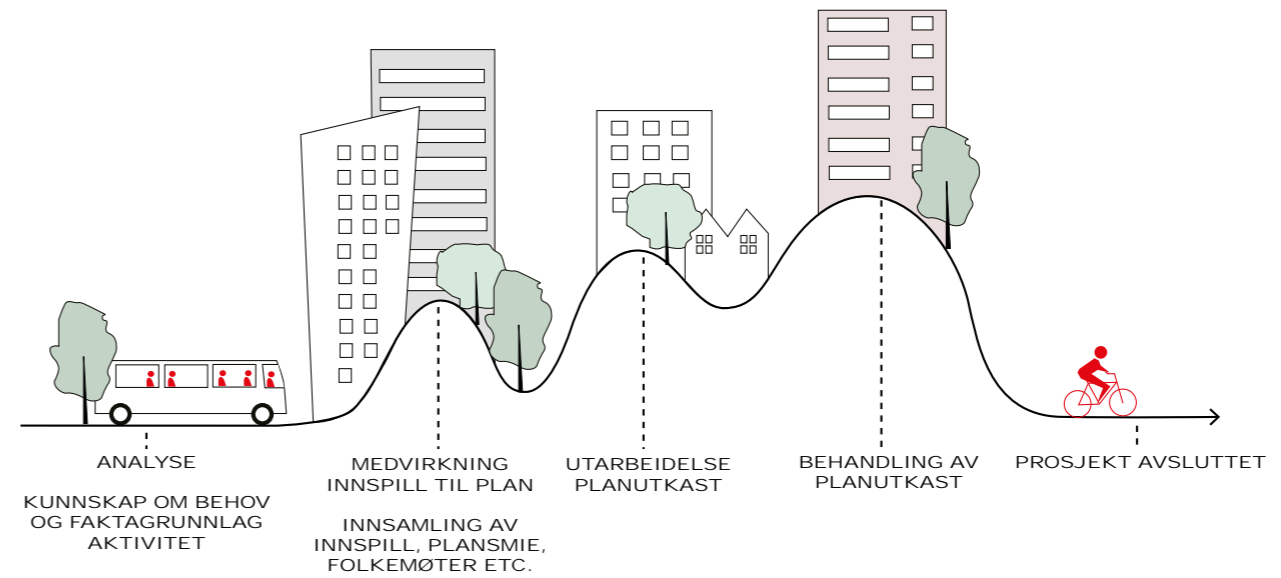 ANALYSE
KUNNSKAP OM BEHOV
OG FAKTAGRUNNLAG
AKTIVITET
MEDVIRKNING
INNSPILL TIL PLAN
INNSAMLING AV
INNSPILL, PLANSMIE,
FOLKEMØTER ETC.
UTARBEIDELSE
PLANUTKAST
BEHANDLING AV
PLANUTKAST
PROSJEKT AVSLUTTET